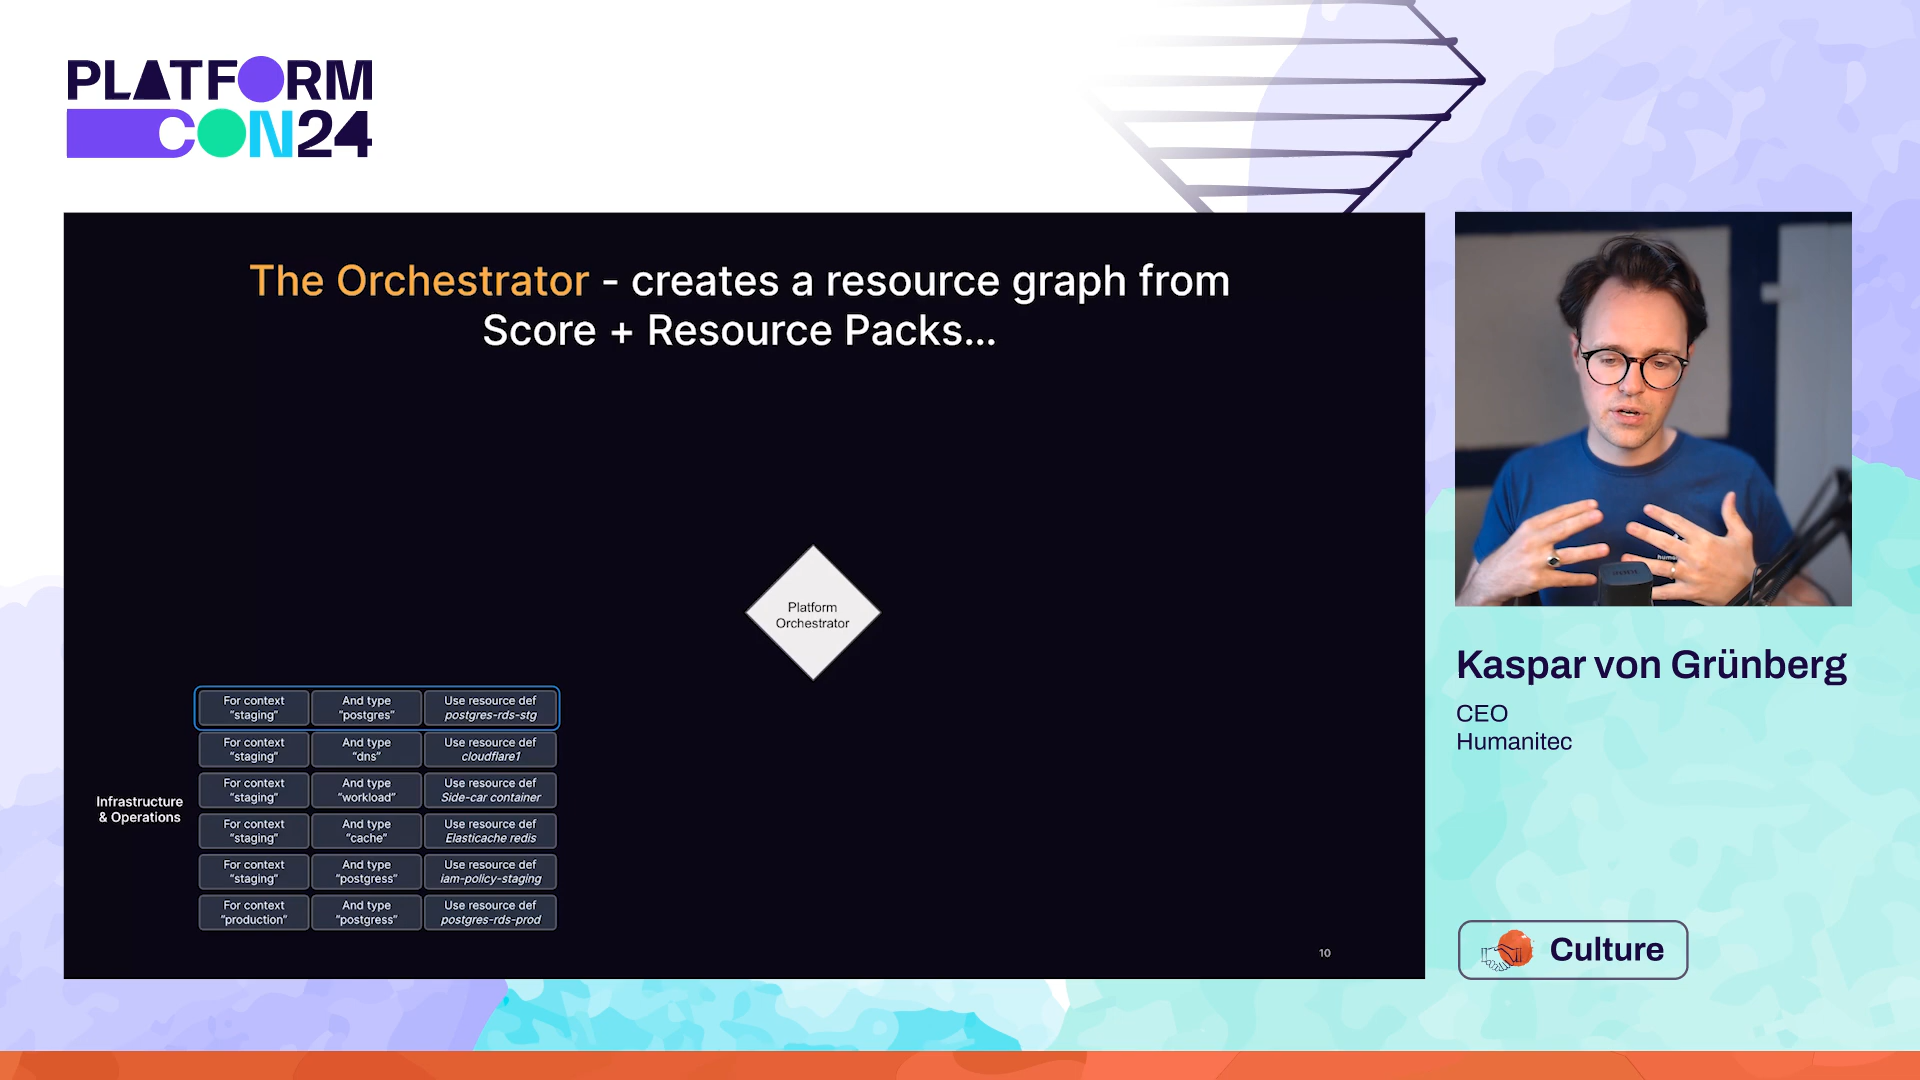 PLATFORM
CON24
The Orchestrator - creates a resource graph from
Score + Resource Packs...
Platform
Orchestrator
Infrastructure
& Operations
For context
"staging"
And type
"postgres"
Use resource def
postgres-rds-stg
For context
"staging"
And type
"dns"
Use resource def
cloudflare1
For context
"staging"
And type
"workload"
Use resource def
Side-car container
For context
"staging"
And type
"cache"
Use resource def
Elasticache redis
For context
"staging"
And type
"postgress"
Use resource def
iam-policy-staging
For context
"production"
And type
"postgress"
Use resource def
postgres-rds-prod
10
Kaspar von Grünberg
CEO
Humanitec
Culture